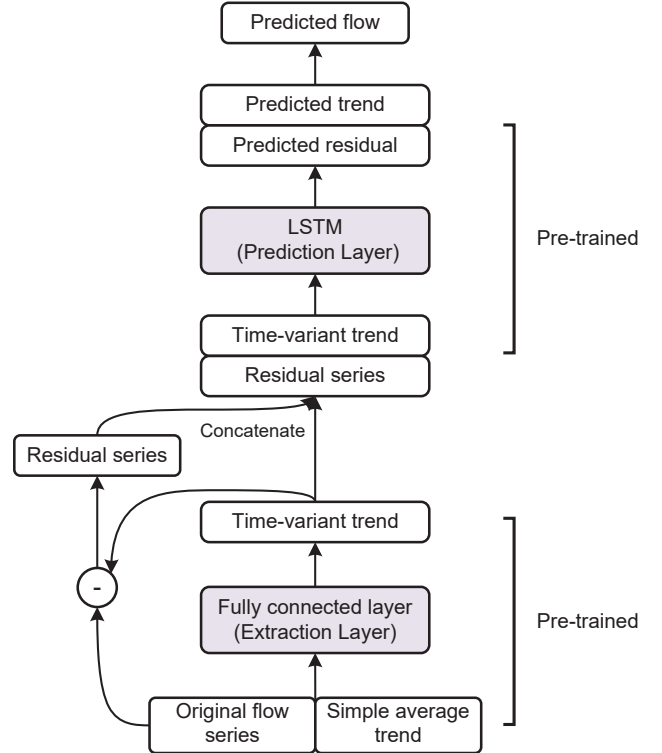 Predicted flow
Predicted trend
Predicted residual
LSTM
(Prediction Layer)
Pre-trained
Time-variant trend
Residual series
Concatenate
Residual series
Time-variant trend
-
Fully connected layer
(Extraction Layer)
Pre-trained
Original flow
series
Simple average
trend